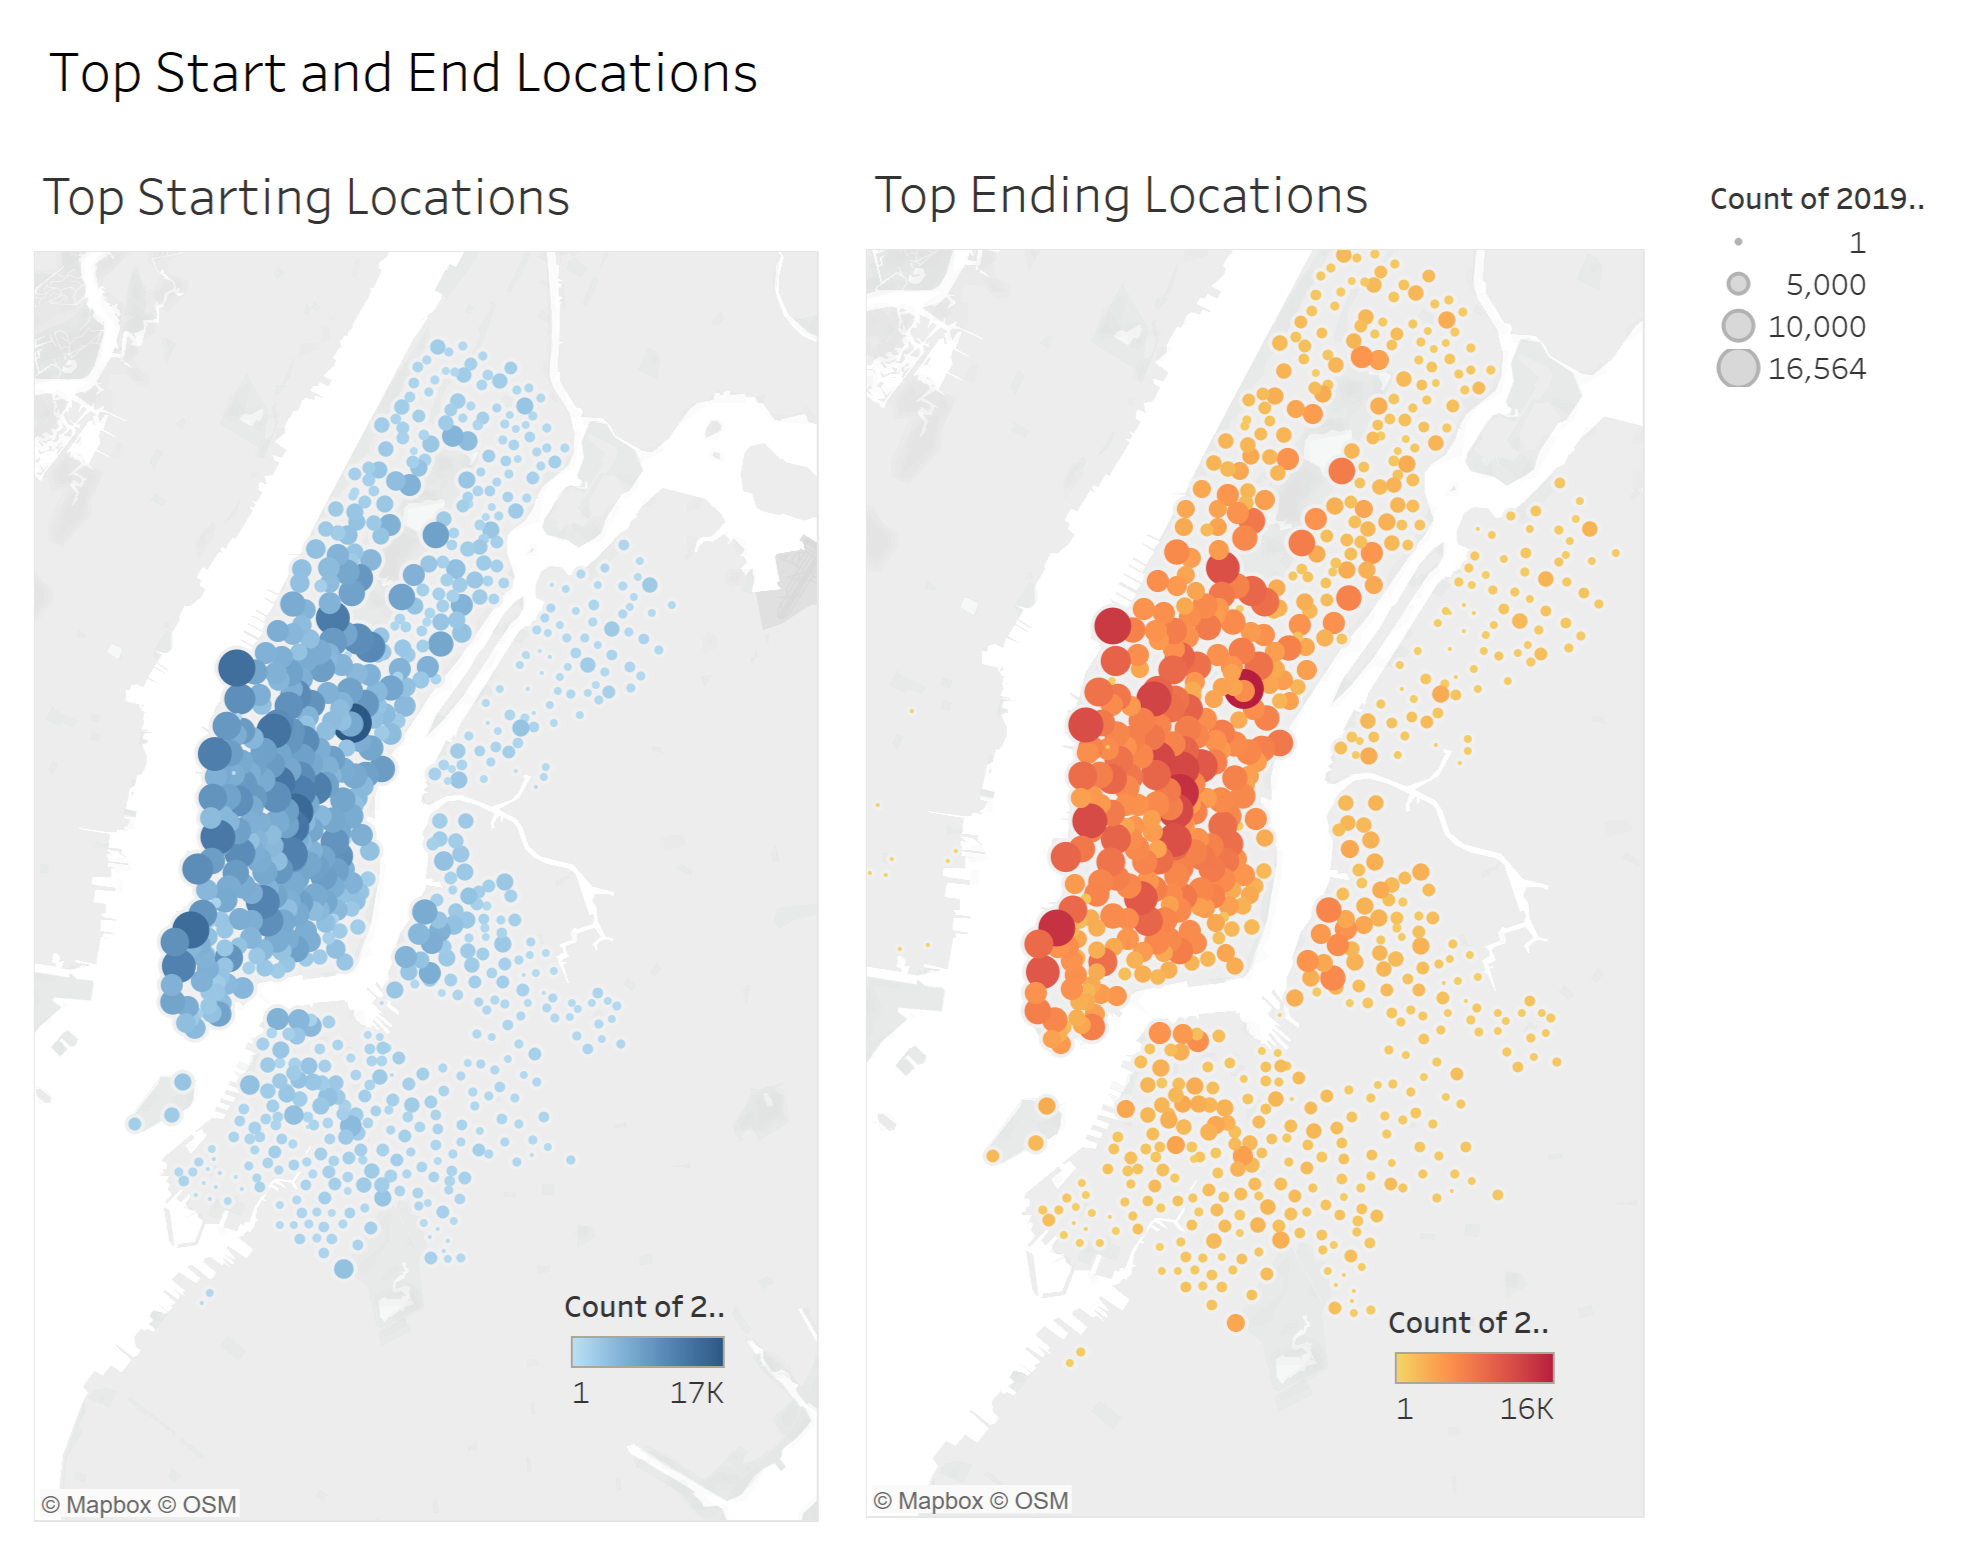 Top Start and End Locations
Top Starting Locations
Top Ending Locations
Count of 2019..
1
5,000
10,000
16,564
Count of 2..
1 17K
Count of 2..
1 16K
© Mapbox © OSM
© Mapbox © OSM